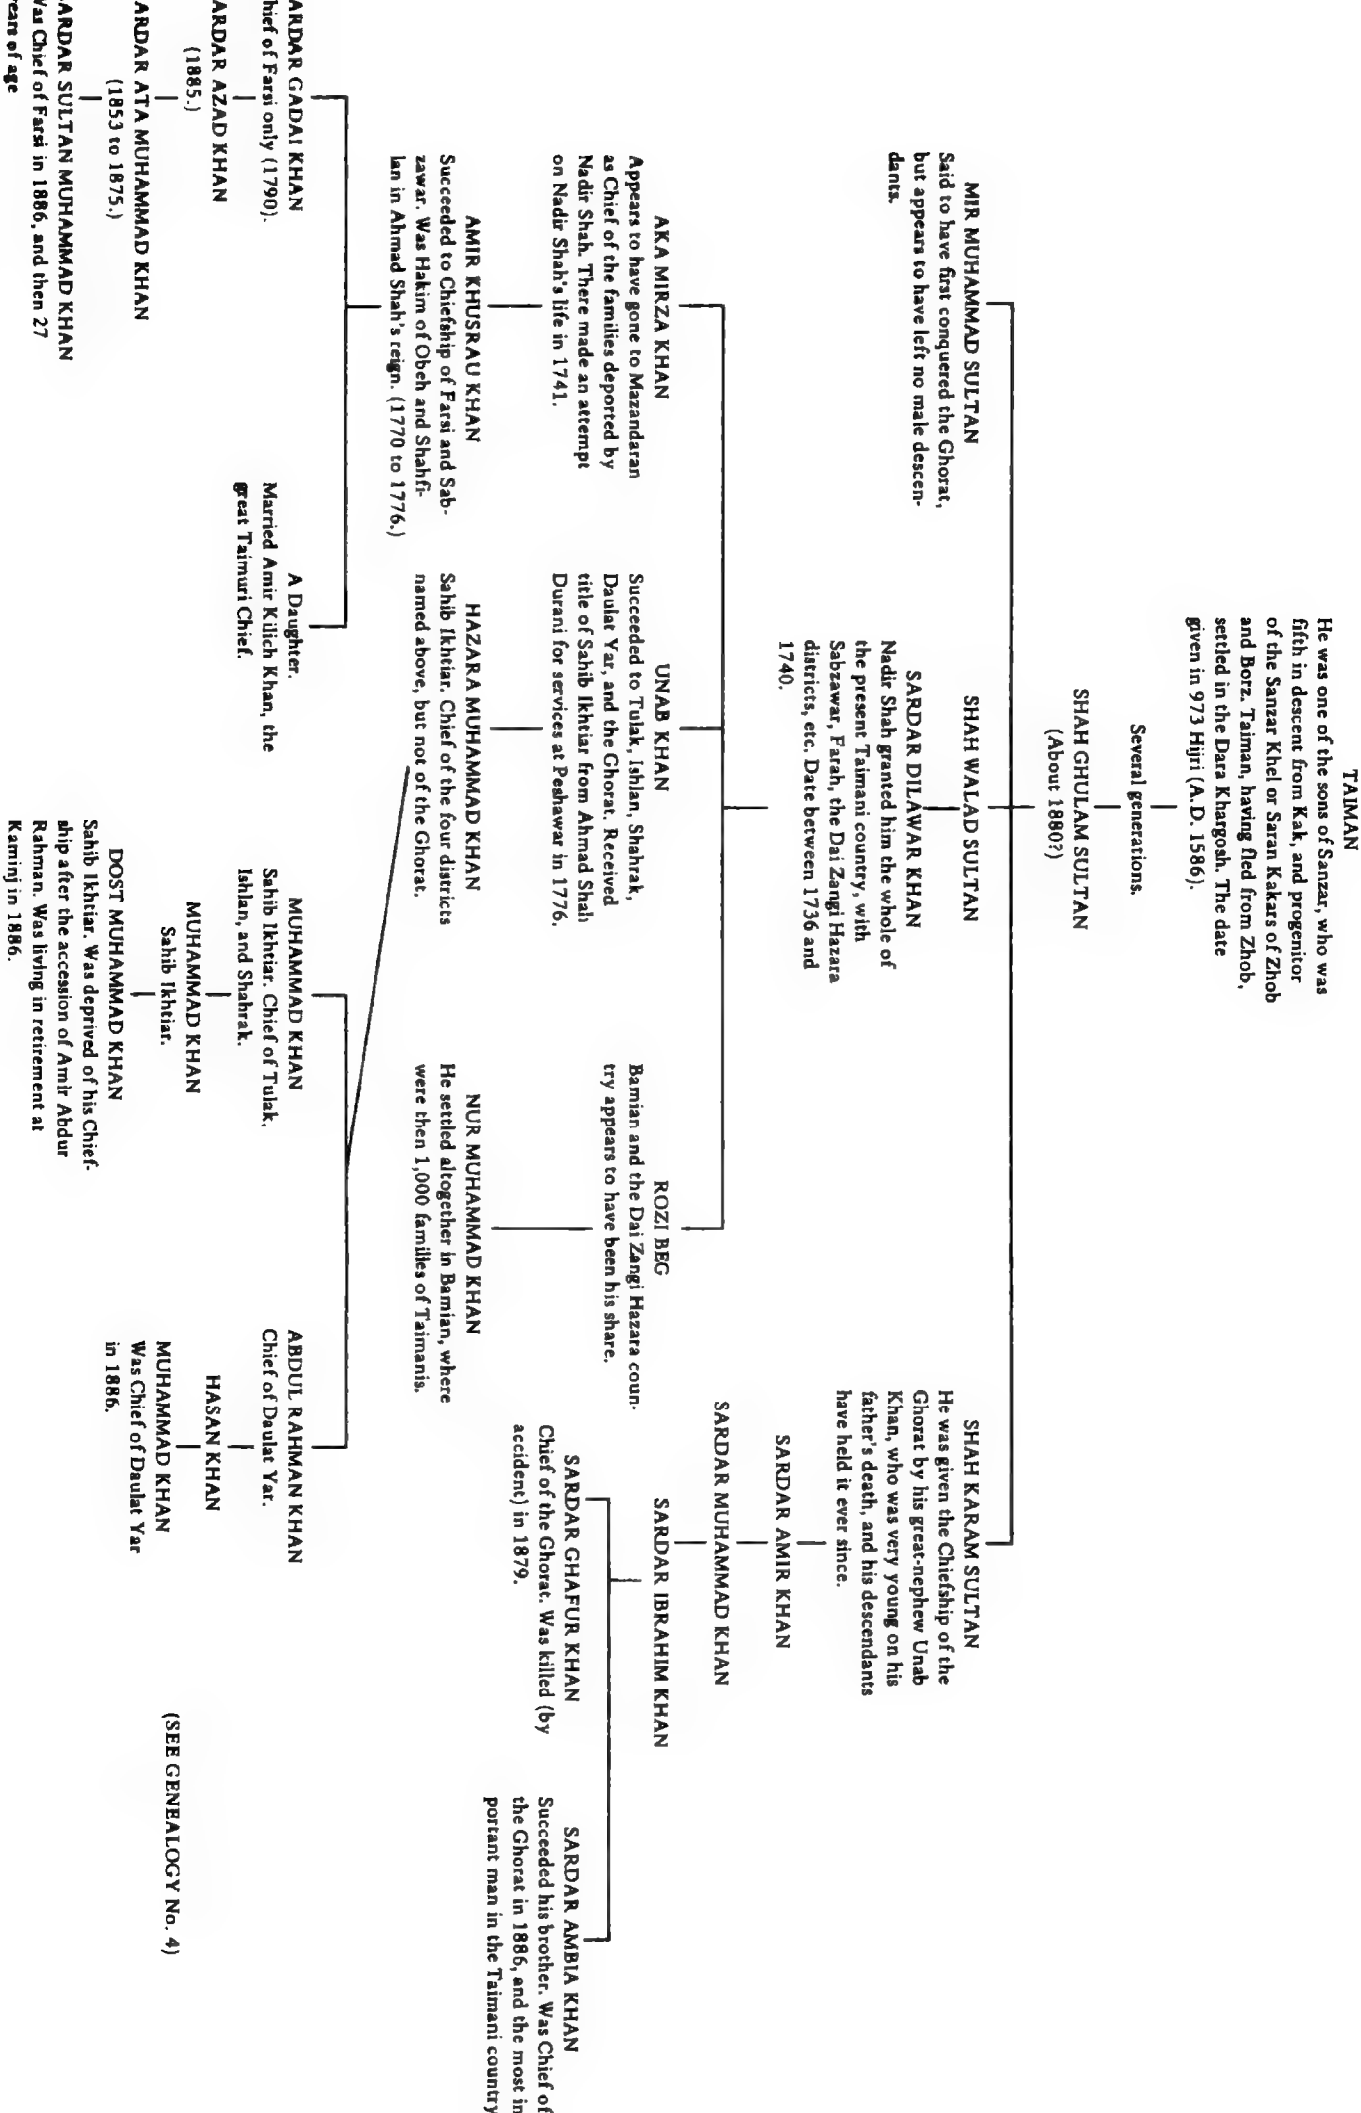 TAIMAN
He was one of the sons of Sanzar, who was
fifth in descent from Kak, and progenitor
of the Sanzar Khel or Saran Kakars of Zhob
and Borz. Taiman, having fled from Zhob,
settled in the Dara Khargosh. The date
given in 973 Hijri (A.D. 1586).
Several generations.
SHAH GHULAM SULTAN
(About 1880?)
MIR MUHAMMAD SULTAN
Said to have first conquered the Ghorat,
but appears to have left no male descen-
dants.
SHAH WALAD SULTAN
SARDAR DILAWAR KHAN
Nadir Shah granted him the whole of
the present Taimani country, with
Sabzawar, Farah, the Dai Zangi Hazara
districts, etc. Date between 1736 and
1740.
SHAH KARAM SULTAN
He was given the Chiefship of the
Ghorat by his great-nephew Unab
Khan, who was very young on his
father's death, and his descendants
have held it ever since.
SARDAR AMIR KHAN
SARDAR MUHAMMAD KHAN
SARDAR IBRAHIM KHAN
AKA MIRZA KHAN
Appears to have gone to Mazandaran
as Chief of the families deported by
Nadir Shah. There made an attempt
on Nadir Shah's life in 1741.
UNAB KHAN
Succeeded to Tulak, Ishlan, Shahrak,
Daulat Yar, and the Ghorat. Received
title of Sahib Ikhtiar from Ahmad Shah
Durani for services at Peshawar in 1776.
ROZI BEG
Bamian and the Dai Zangi Hazara coun-
try appears to have been his share.
SARDAR GHAFUR KHAN
Chief of the Ghorat. Was killed (by
accident) in 1879.
SARDAR AMBIA KHAN
Succeeded his brother. Was Chief of
the Ghorat in 1886, and the most im
portant man in the Taimani country
AMIR KHUSRAU KHAN
Succeeded to Chiefship of Farsi and Sab-
zawar. Was Hakim of Obeh and Shahfi-
lan in Ahmad Shah's reign. (1770 to 1776.)
HAZARA MUHAMMAD KHAN
Sahib Ikhtiar. Chief of the four districts
named above, but not of the Ghorat.
NUR MUHAMMAD KHAN
He settled altogether in Bamian, where
were then 1,000 families of Taimanis.
ARDAR GADAI KHAN
hief of Farsi only (1790).
ARDAR AZAD KHAN
(1885.)
ARDAR ATA MUHAMMAD KHAN
(1853 to 1875.)
ARDAR SULTAN MUHAMMAD KHAN
Was Chief of Farsi in 1886, and then 27
years of age
A Daughter.
Married Amir Kilich Khan, the
great Taimuri Chief.
MUHAMMAD KHAN
Sahib Ikhtiar. Chief of Tulak,
Ishlan, and Shahrak.
MUHAMMAD KHAN
Sahib Ikhtiar.
DOST MUHAMMAD KHAN
Sahib Ikhtiar. Was deprived of his Chief-
ship after the accession of Amir Abdur
Rahman. Was living in retirement at
Kaminj in 1886.
ABDUL RAHMAN KHAN
Chief of Daulat Yar.
HASAN KHAN
MUHAMMAD KHAN
Was Chief of Daulat Yar
in 1886.
(SEE GENEALOGY No. 4)